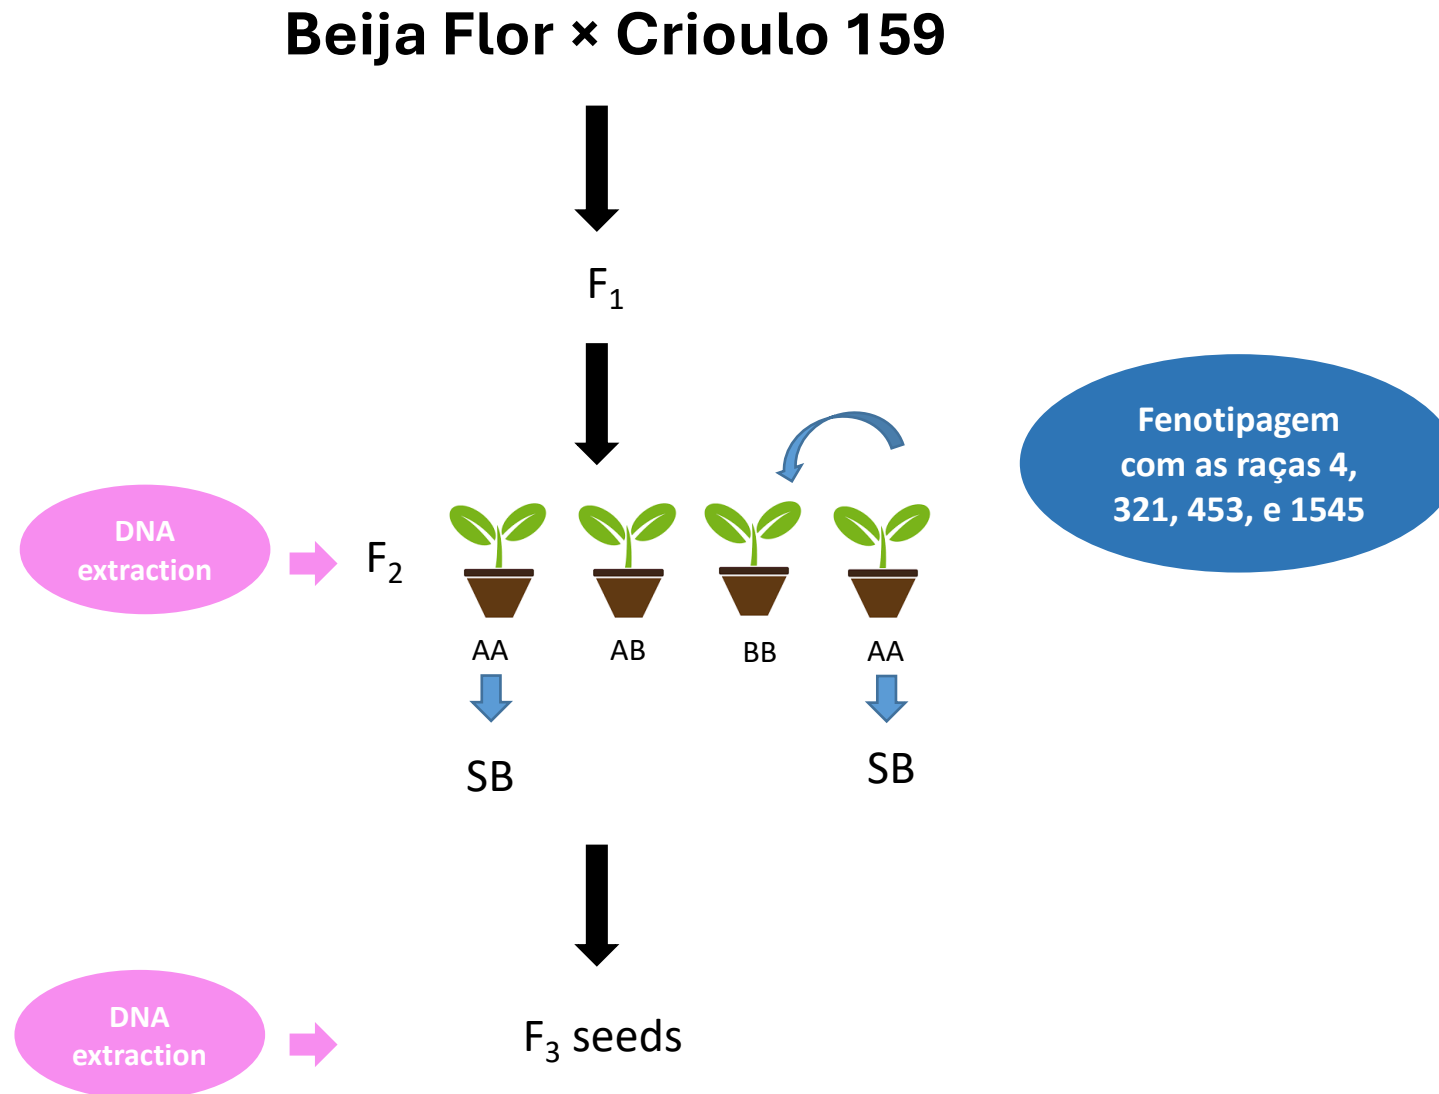 Beija Flor × Crioulo 159
F₁
Fenotipagem
com as raças 4,
321, 453, e 1545
DNA
extraction
F₂
AA
AB
BB
AA
SB
SB
DNA
extraction
F₃ seeds